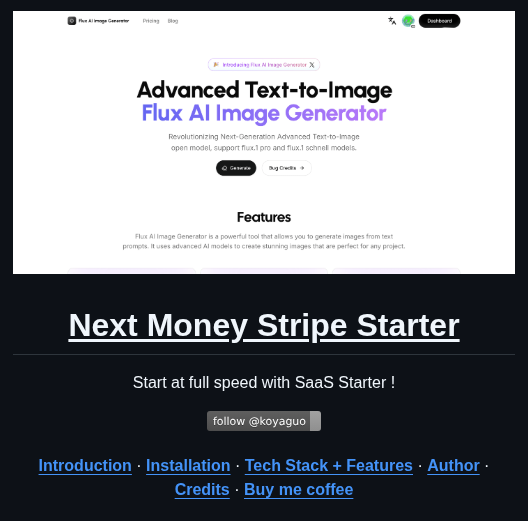 Flux AI Image Generator Pricing Blog Dashboard
Introducing Flux AI Image Generator X
Advanced Text-to-Image
Flux AI Image Generator
Revolutionizing Next-Generation Advanced Text-to-Image
open model, support flux.1 pro and flux.1 schnell models.
Generate Bug Credits →
Features
Flux AI Image Generator is a powerful tool that allows you to generate images from text
prompts. It uses advanced AI models to create stunning images that are perfect for any project.
Next Money Stripe Starter
Start at full speed with SaaS Starter !
follow @koyaguo
Introduction · Installation · Tech Stack + Features · Author ·
Credits · Buy me coffee